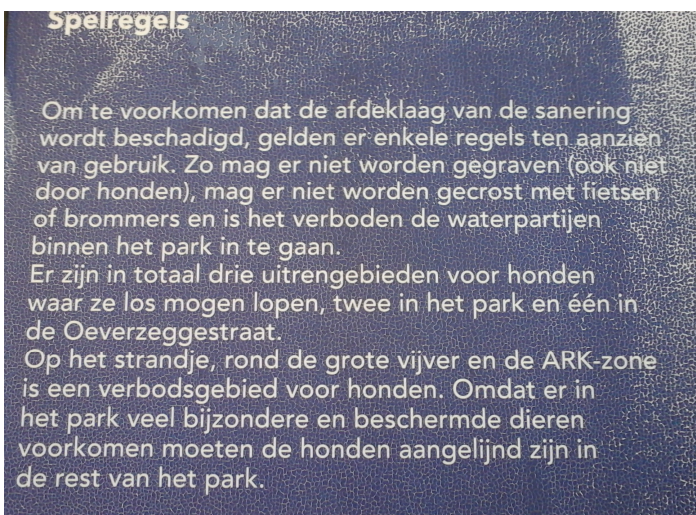 Spelregels
Om te voorkomen dat de afdeklaag van de sanering
wordt beschadigd, gelden er enkele regels ten aanzien
van gebruik. Zo mag er niet worden gegraven (ook niet
door honden), mag er niet worden gecrost met fietsen
of brommers en is het verboden de waterpartijen
binnen het park in te gaan.
Er zijn in totaal drie uitrengebieden voor honden
waar ze los mogen lopen, twee in het park en één in
de Oeverzeggestraat.
Op het strandje, rond de grote vijver en de ARK-zone
is een verbodsgebied voor honden. Omdat er in
het park veel bijzondere en beschermde dieren
voorkomen moeten de honden aangelijnd zijn in
de rest van het park.